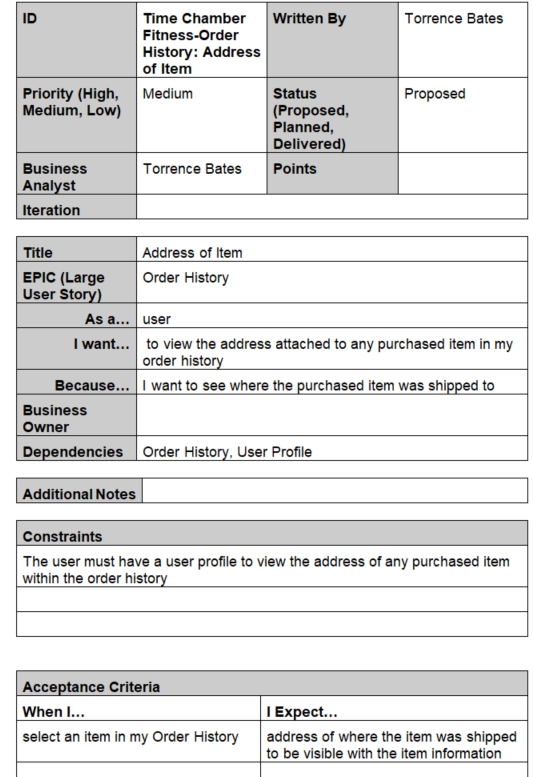 ID Time Chamber Written By Torrence Bates
Fitness-Order
History: Address
of Item
Priority (High, Medium Status Proposed
Medium, Low) (Proposed,
Planned,
Delivered)
Business Torrence Bates Points
Analyst
Iteration
Title Address of Item
EPIC (Large Order History
User Story)
As a... user
I want... to view the address attached to any purchased item in my
order history
Because... I want to see where the purchased item was shipped to
Business
Owner
Dependencies Order History, User Profile
Additional Notes
Constraints
The user must have a user profile to view the address of any purchased item
within the order history
Acceptance Criteria
When I... I Expect...
select an item in my Order History address of where the item was shipped
to be visible with the item information